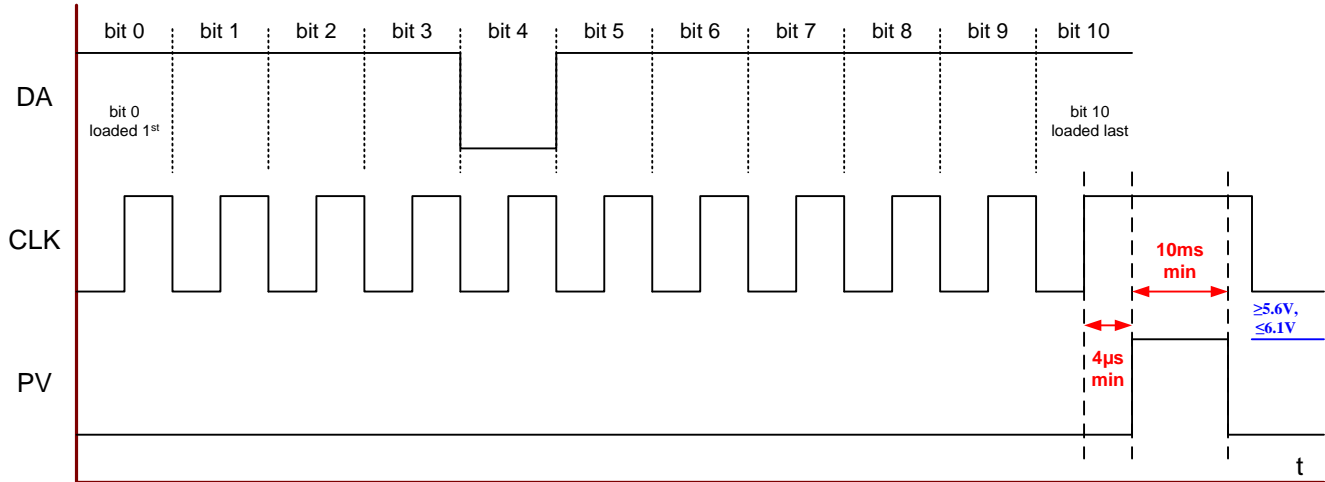 bit 0 bit 1 bit 2 bit 3 bit 4 bit 5 bit 6 bit 7 bit 8 bit 9 bit 10
DA
bit 0
loaded 1st
bit 10
loaded last
CLK
10ms
min
≥5.6V,
≤6.1V
4µs
min
PV
t